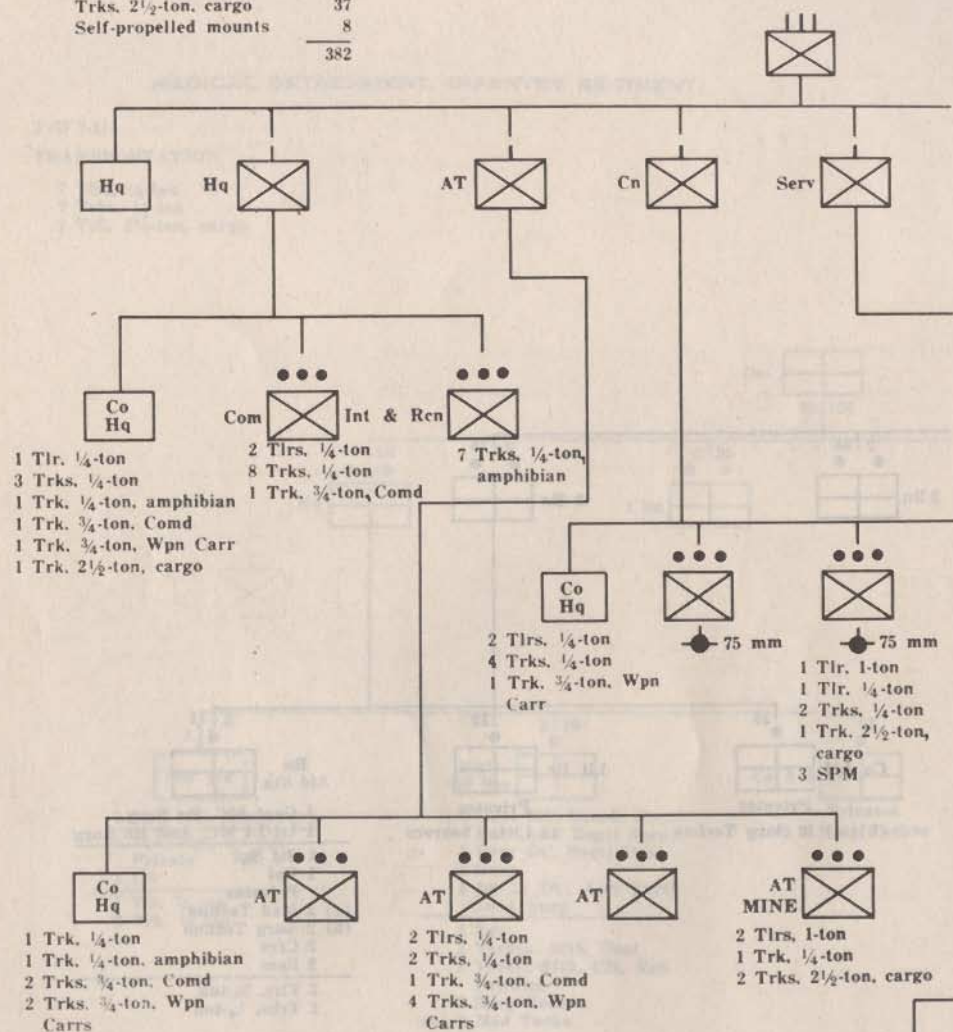 Trks, 2½-ton, cargo 37
Self-propelled mounts 8
382
Hq
Hq
AT
Cn
Serv
Co
Hq
1 Tlr, ¼-ton
3 Trks, ¼-ton
1 Trk, ¼-ton, amphibian
1 Trk, ¾-ton, Comd
1 Trk, ¾-ton, Wpn Carr
1 Trk, 2½-ton, cargo
Com
2 Tlrs, ¼-ton
8 Trks, ¼-ton
1 Trk, ¾-ton, Comd
Int & Rcn
7 Trks, ¼-ton,
amphibian
Co
Hq
2 Tlrs, ¼-ton
4 Trks, ¼-ton
1 Trk, ¾-ton, Wpn
Carr
75 mm
75 mm
1 Tlr, 1-ton
1 Tlr, ¼-ton
2 Trks, ¼-ton
1 Trk, 2½-ton,
cargo
3 SPM
Co
Hq
1 Trk, ¼-ton
1 Trk, ¼-ton, amphibian
2 Trks, ¾-ton, Comd
2 Trks, ¾-ton, Wpn
Carrs
AT
AT
2 Tlrs, ¼-ton
2 Trks, ¼-ton
1 Trk, ¾-ton, Comd
4 Trks, ¾-ton, Wpn
Carrs
AT
AT
MINE
2 Tlrs, 1-ton
1 Trk, ¼-ton
2 Trks, 2½-ton, cargo